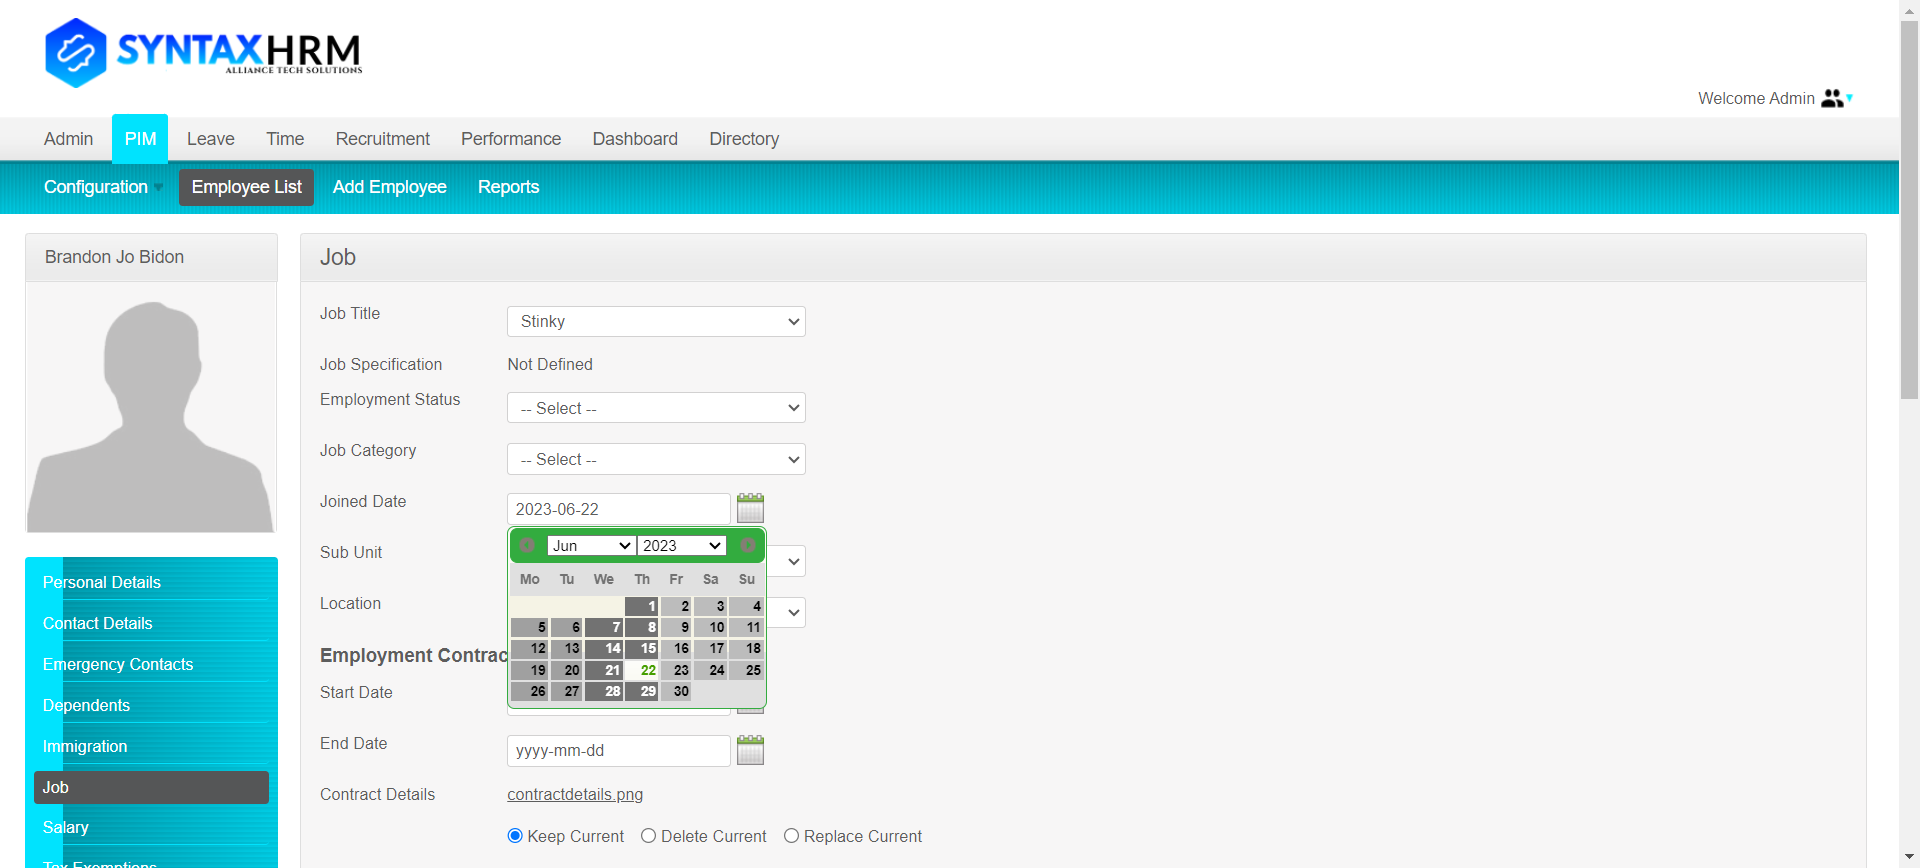 SYNTAXHRM
ALLIANCE TECH SOLUTIONS
Welcome Admin
Admin PIM Leave Time Recruitment Performance Dashboard Directory
Configuration Employee List Add Employee Reports
Brandon Jo Bidon
Personal Details
Contact Details
Emergency Contacts
Dependents
Immigration
Job
Salary
Tax Exemptions
Job
Job Title Stinky
Job Specification Not Defined
Employment Status -- Select --
Job Category -- Select --
Joined Date 2023-06-22
Jun 2023
Mo Tu We Th Fr Sa Su
1 2 3 4
5 6 7 8 9 10 11
12 13 14 15 16 17 18
19 20 21 22 23 24 25
26 27 28 29 30
Sub Unit
Location
Employment Contrac
Start Date
End Date yyyy-mm-dd
Contract Details contractdetails.png
Keep Current Delete Current Replace Current